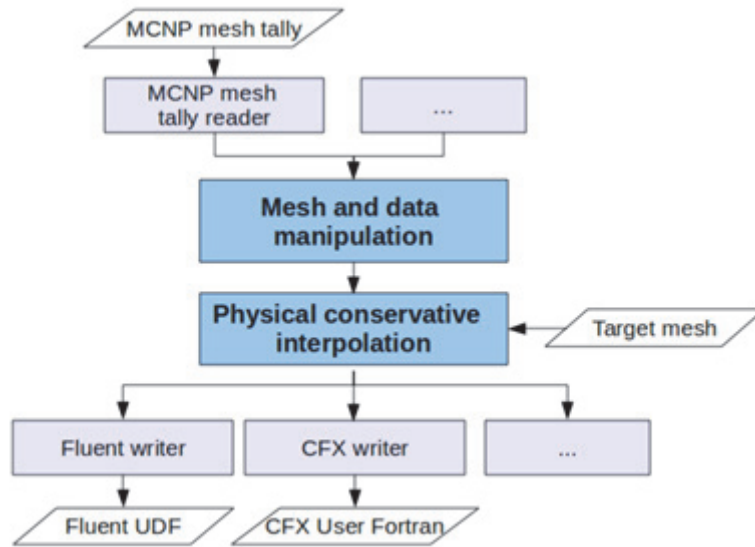 MCNP mesh tally
MCNP mesh
tally reader
...
Mesh and data
manipulation
Physical conservative
interpolation
Target mesh
Fluent writer
CFX writer
...
Fluent UDF
CFX User Fortran